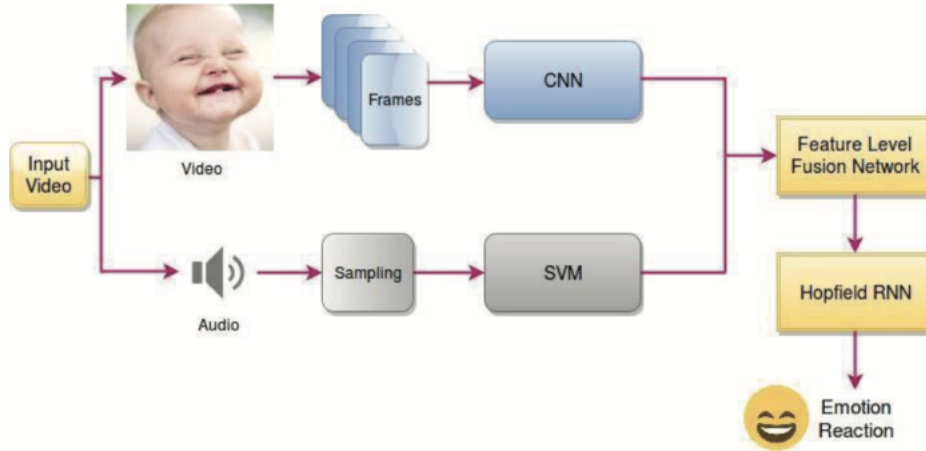 Input
Video
Video
Frames
CNN
Audio
Sampling
SVM
Feature Level
Fusion Network
Hopfield RNN
Emotion
Reaction